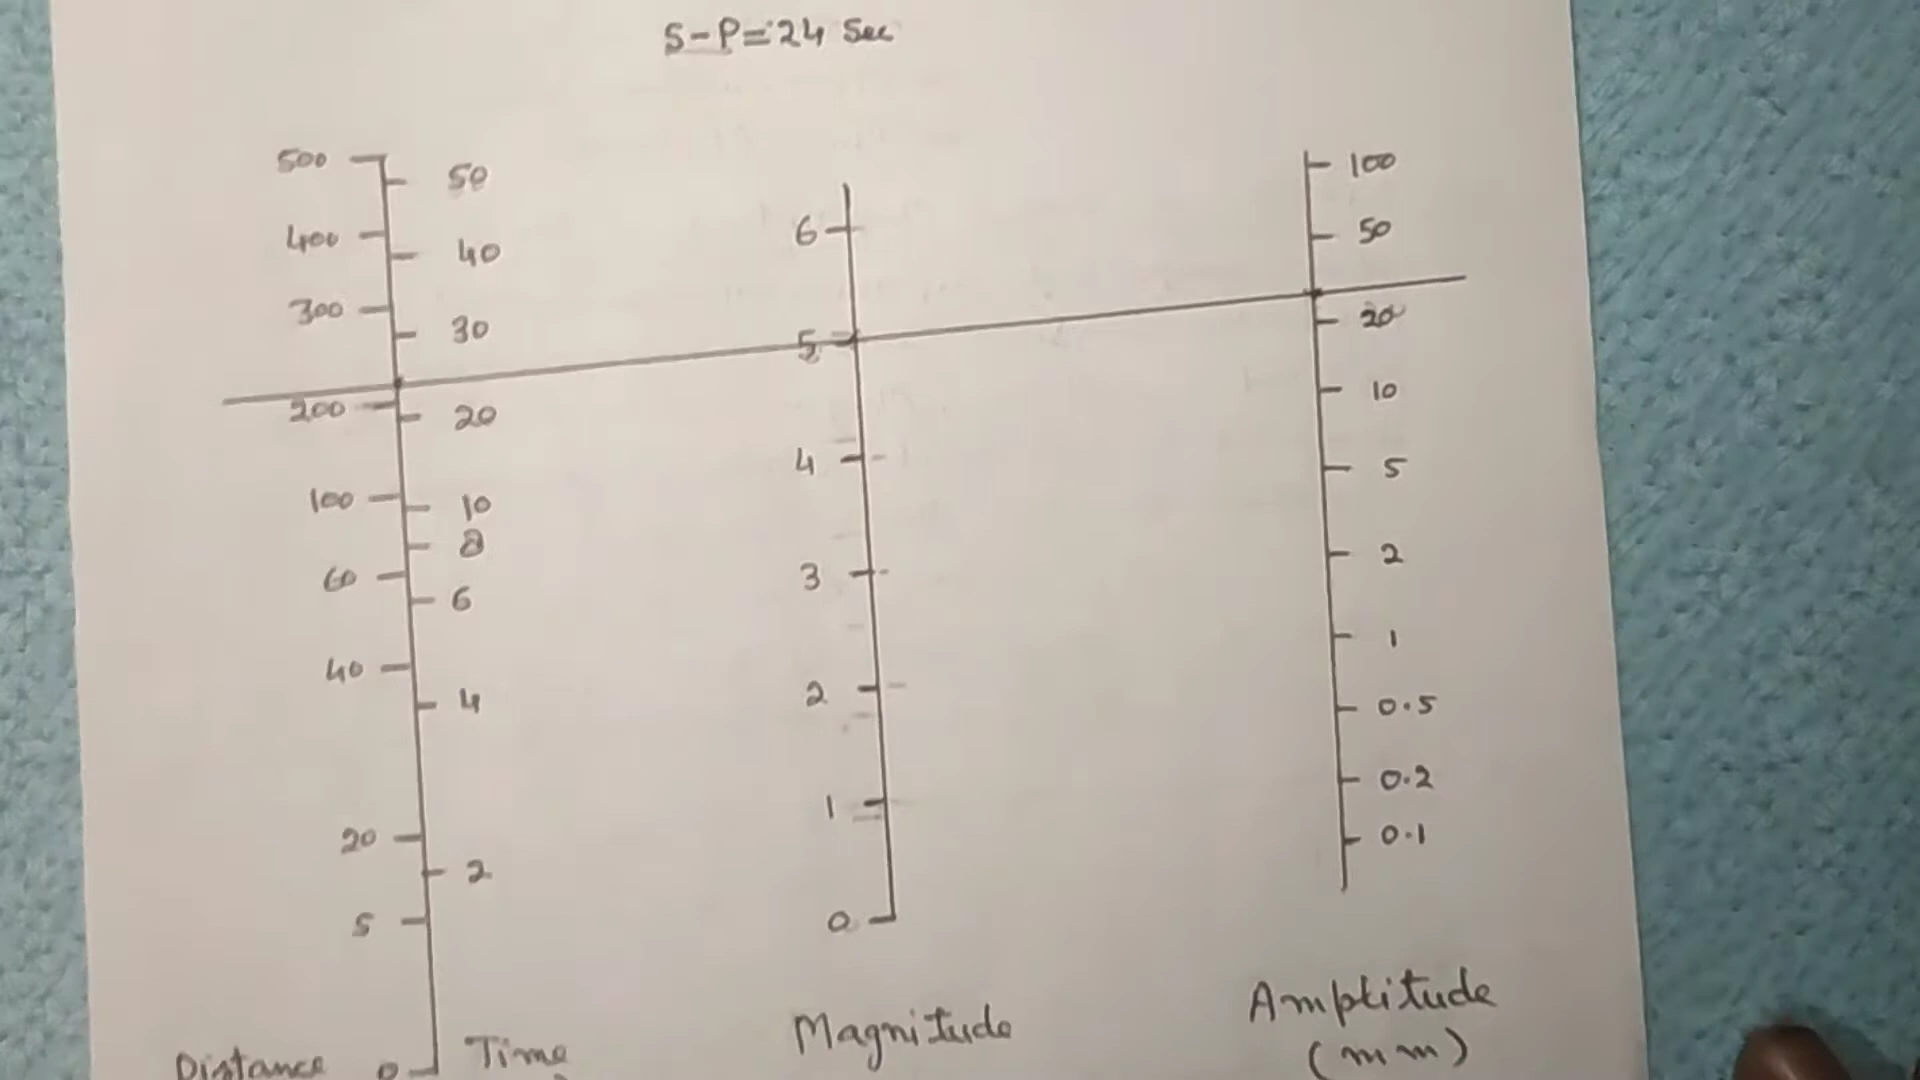 S-P=24 Sec
500 50 100
6
400 40 50
300 30
5 20
200 20
10
4 5
100 10
8 2
60 3
6
1
40 4 2 0.5
0.2
1
20 0.1
2
5 0
Amplitude
Magnitude
Distance 0 Time (mm)